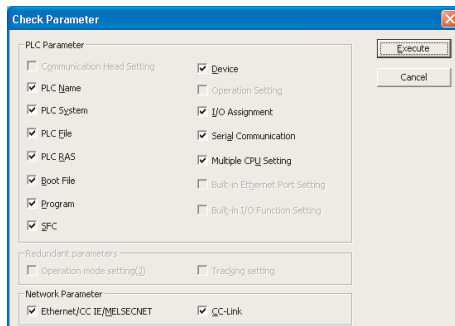 Check Parameter
PLC Parameter
Communication Head Setting
PLC Name
PLC System
PLC File
PLC RAS
Boot File
Program
SFC
Device
Operation Setting
I/O Assignment
Serial Communication
Multiple CPU Setting
Built-in Ethernet Port Setting
Built-in I/O Function Setting
Execute
Cancel
Redundant parameters
Operation mode setting(J)
Tracking setting
Network Parameter
Ethernet/CC IE/MELSECNET
CC-Link